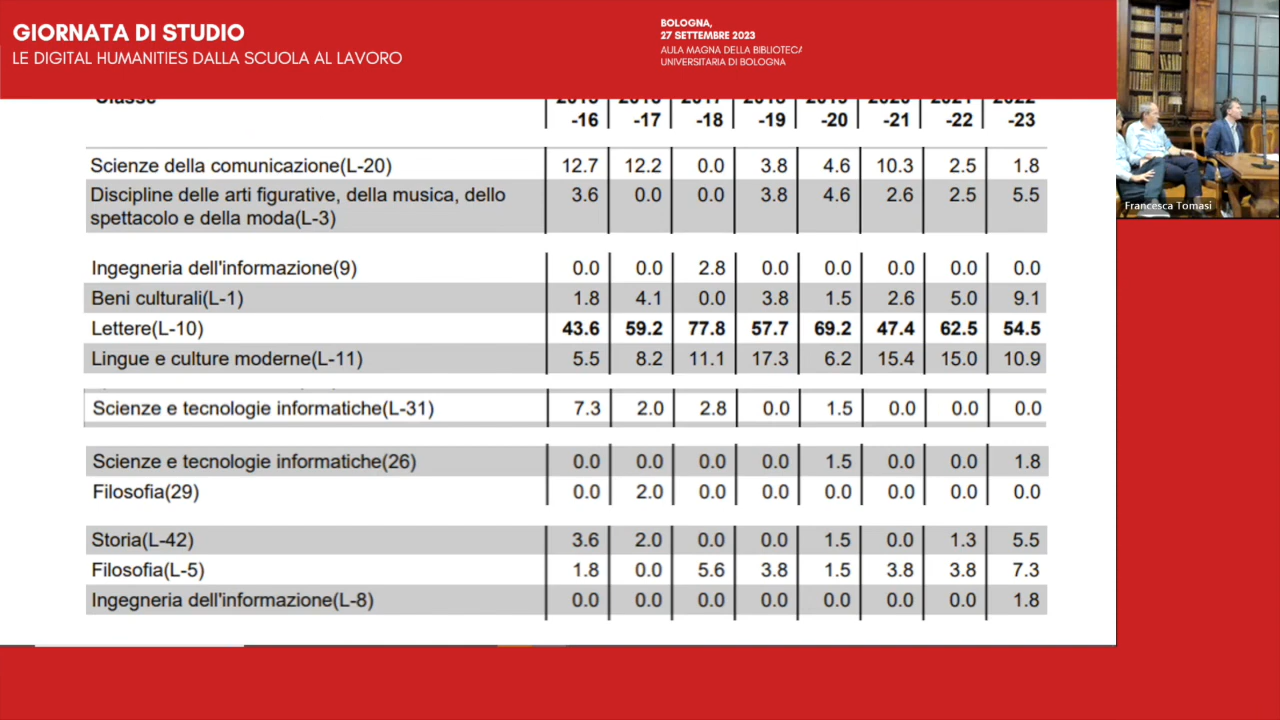 GIORNATA DI STUDIO
LE DIGITAL HUMANITIES DALLA SCUOLA AL LAVORO
BOLOGNA,
27 SETTEMBRE 2023
AULA MAGNA DELLA BIBLIOTECA
UNIVERSITARIA DI BOLOGNA
Francesca Tomasi
Classe 2015 2016 2017 2018 2019 2020 2021 2022
-16 -17 -18 -19 -20 -21 -22 -23
Scienze della comunicazione(L-20) 12.7 12.2 0.0 3.8 4.6 10.3 2.5 1.8
Discipline delle arti figurative, della musica, dello 3.6 0.0 0.0 3.8 4.6 2.6 2.5 5.5
spettacolo e della moda(L-3)
Ingegneria dell'informazione(9) 0.0 0.0 2.8 0.0 0.0 0.0 0.0 0.0
Beni culturali(L-1) 1.8 4.1 0.0 3.8 1.5 2.6 5.0 9.1
Lettere(L-10) 43.6 59.2 77.8 57.7 69.2 47.4 62.5 54.5
Lingue e culture moderne(L-11) 5.5 8.2 11.1 17.3 6.2 15.4 15.0 10.9
Scienze e tecnologie informatiche(L-31) 7.3 2.0 2.8 0.0 1.5 0.0 0.0 0.0
Scienze e tecnologie informatiche(26) 0.0 0.0 0.0 0.0 1.5 0.0 0.0 1.8
Filosofia(29) 0.0 2.0 0.0 0.0 0.0 0.0 0.0 0.0
Storia(L-42) 3.6 2.0 0.0 0.0 1.5 0.0 1.3 5.5
Filosofia(L-5) 1.8 0.0 5.6 3.8 1.5 3.8 3.8 7.3
Ingegneria dell'informazione(L-8) 0.0 0.0 0.0 0.0 0.0 0.0 0.0 1.8